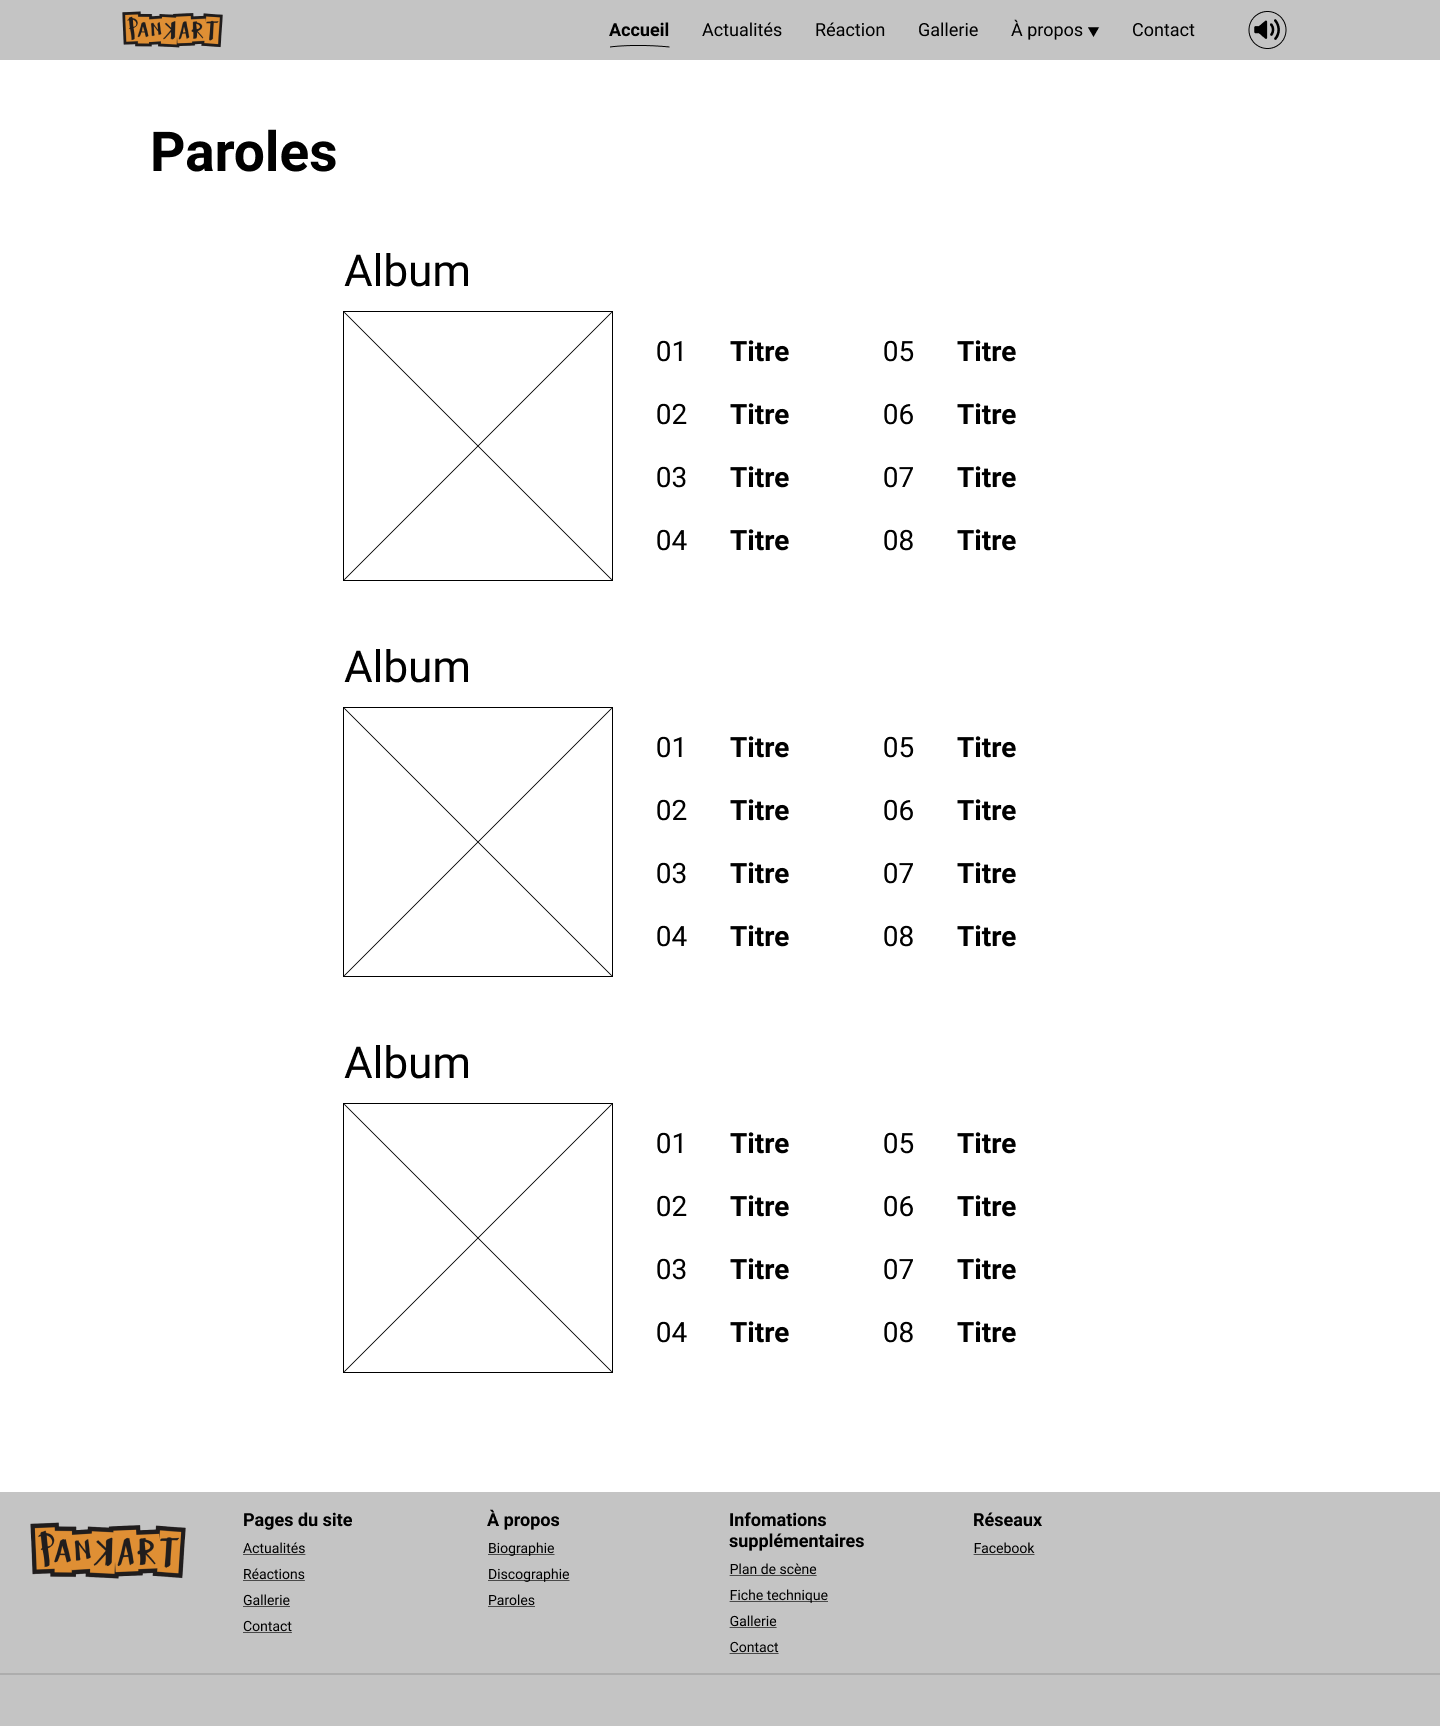 PANKART
Accueil Actualités Réaction Gallerie À propos ▼ Contact
Paroles
Album
01 Titre 05 Titre
02 Titre 06 Titre
03 Titre 07 Titre
04 Titre 08 Titre
Album
01 Titre 05 Titre
02 Titre 06 Titre
03 Titre 07 Titre
04 Titre 08 Titre
Album
01 Titre 05 Titre
02 Titre 06 Titre
03 Titre 07 Titre
04 Titre 08 Titre
PANKART
Pages du site
Actualités
Réactions
Gallerie
Contact
À propos
Biographie
Discographie
Paroles
Infomations
supplémentaires
Plan de scène
Fiche technique
Gallerie
Contact
Réseaux
Facebook